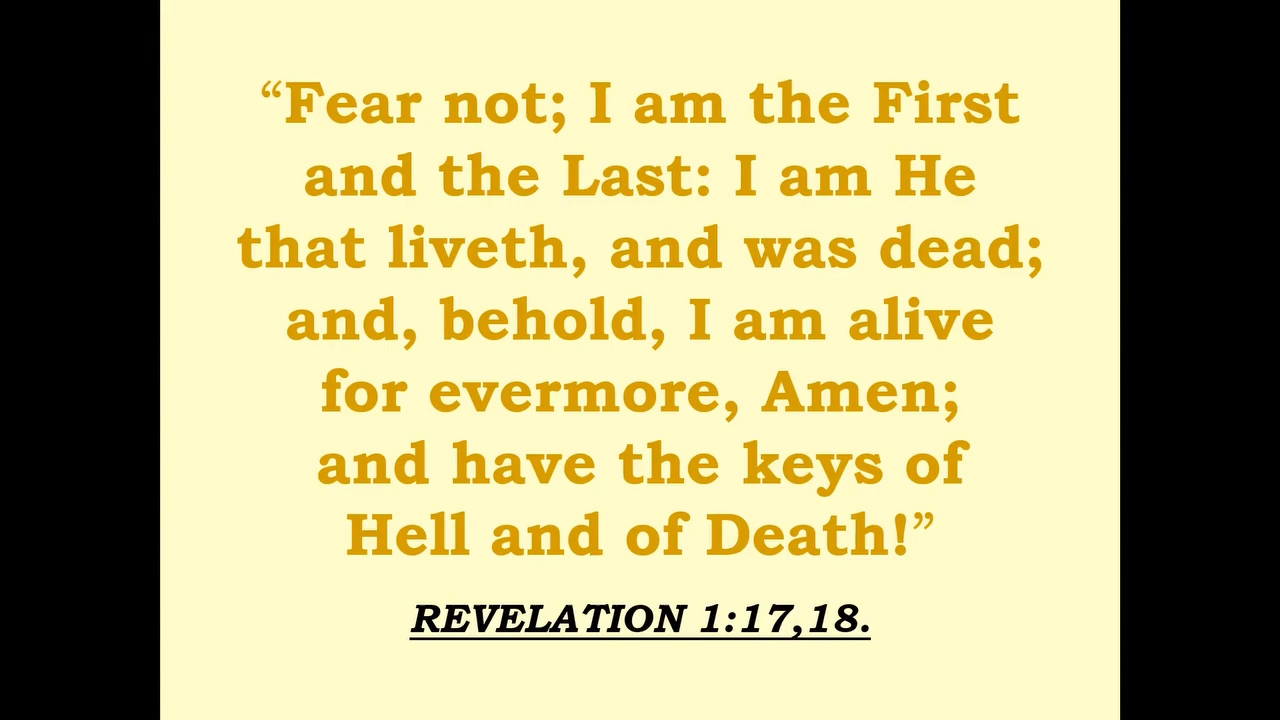 “Fear not; I am the First
and the Last: I am He
that liveth, and was dead;
and, behold, I am alive
for evermore, Amen;
and have the keys of
Hell and of Death!”
REVELATION 1:17,18.